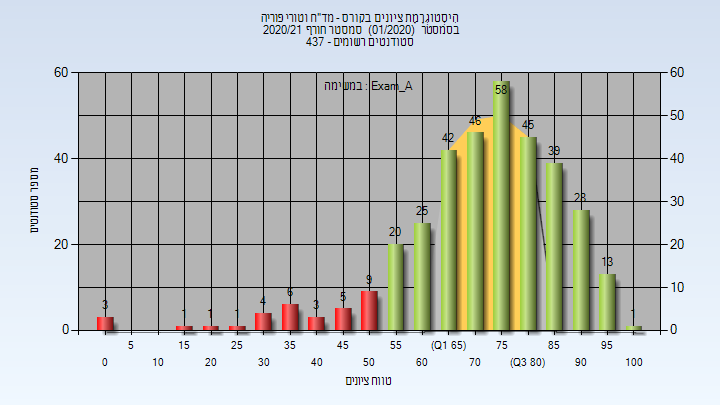 היסטוגרמת ציונים בקורס - מד"ח וטורי פוריה
בסמסטר (01/2020) סמסטר חורף 2020/21
סטודנטים רשומים - 437
במשימה : Exam_A
60 60
50
40 40
30
20 20
10
0 0
מספר סטודנטים
3 1 1 1 4 6 3 5 9 20 25 42 46 58 45 39 28 13 1
5 15 25 35 45 55 (Q1 65) 75 85 95
0 10 20 30 40 50 60 70 (Q3 80) 90 100
טווח ציונים